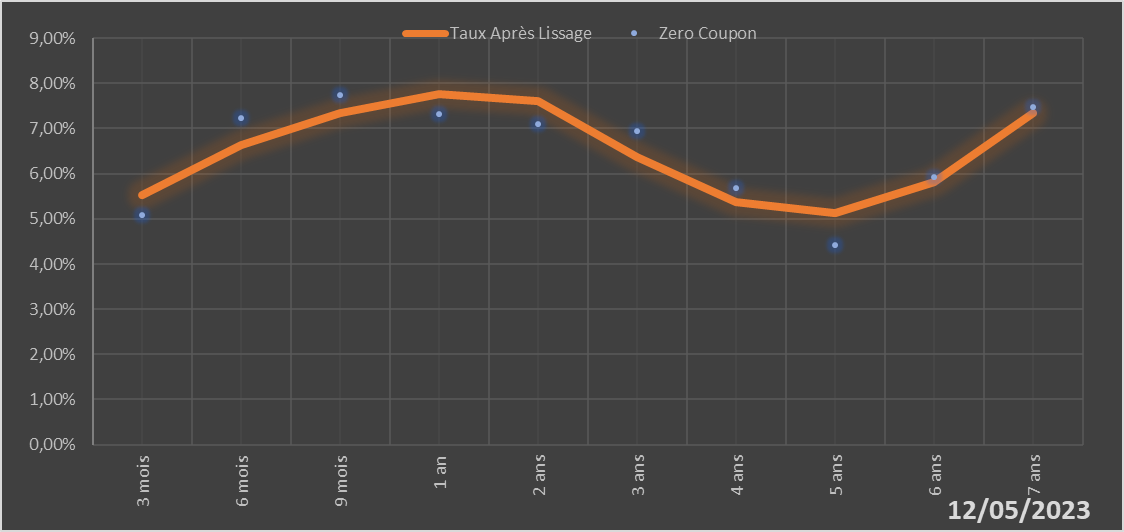 Taux Après Lissage
Zero Coupon
9,00%
8,00%
7,00%
6,00%
5,00%
4,00%
3,00%
2,00%
1,00%
0,00%
3 mois
6 mois
9 mois
1 an
2 ans
3 ans
4 ans
5 ans
6 ans
7 ans
12/05/2023